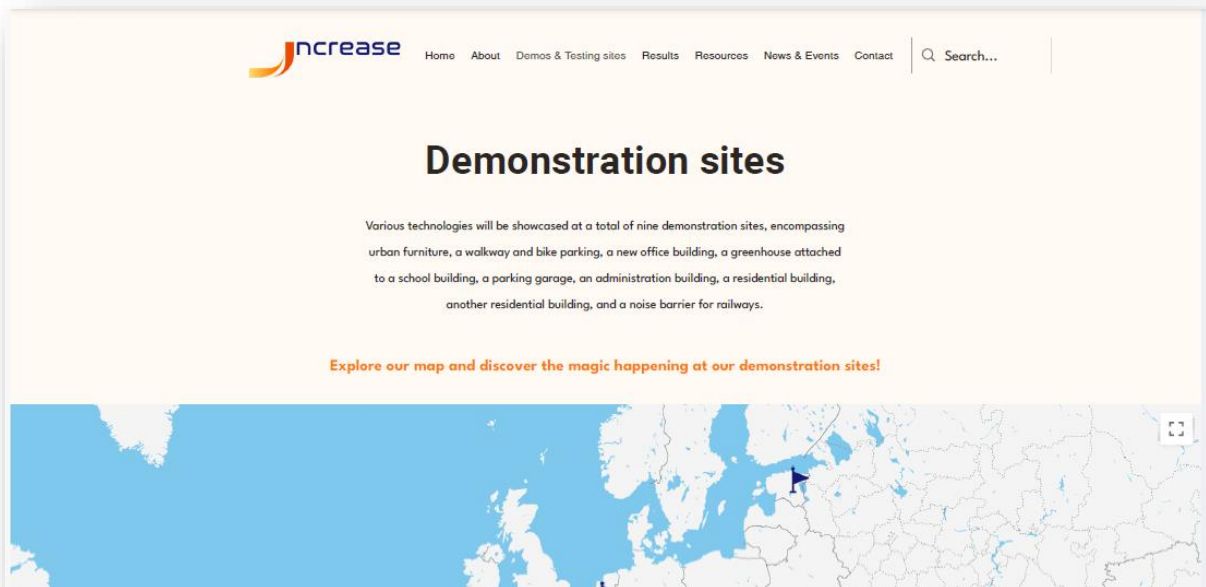 Jncrease
Home About Demos & Testing sites Results Resources News & Events Contact Search...
Demonstration sites
Various technologies will be showcased at a total of nine demonstration sites, encompassing
urban furniture, a walkway and bike parking, a new office building, a greenhouse attached
to a school building, a parking garage, an administration building, a residential building,
another residential building, and a noise barrier for railways.
Explore our map and discover the magic happening at our demonstration sites!